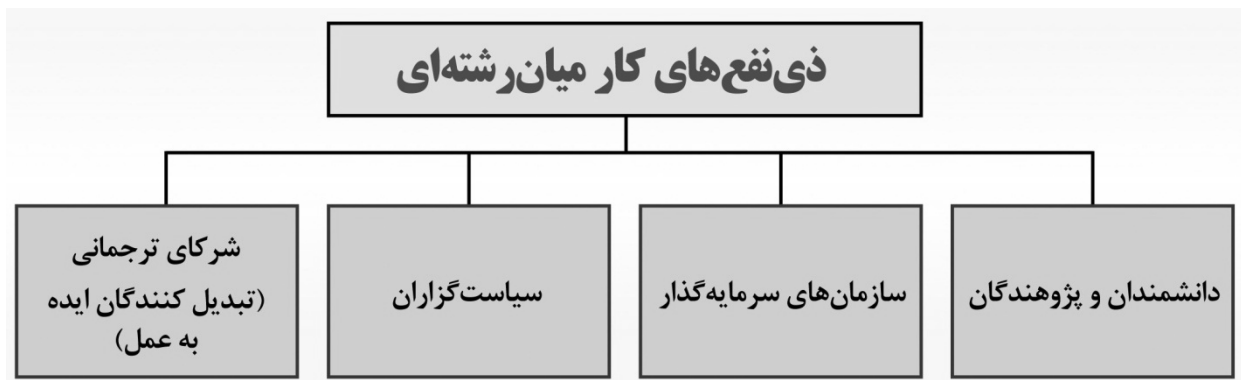 ذی‌نفع‌های کار میان‌رشته‌ای
دانشمندان و پژوهندگان
سازمان‌های سرمایه‌گذار
سیاست‌گزاران
شرکای ترجمانی
(تبدیل کنندگان ایده
به عمل)